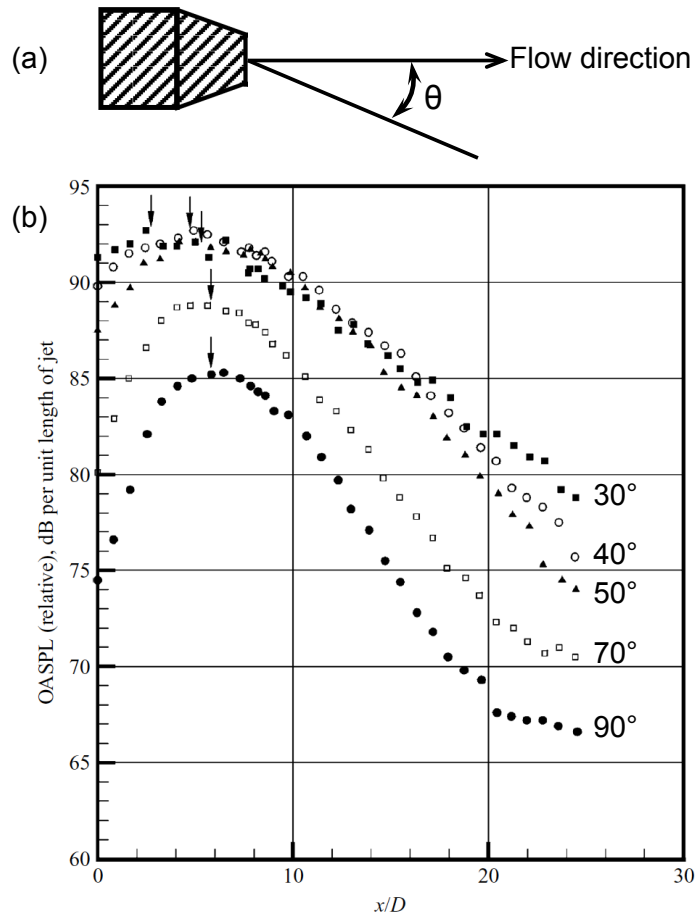 (a)
Flow direction
θ
(b)
OASPL (relative), dB per unit length of jet
95
90
85
80
75
70
65
60
30°
40°
50°
70°
90°
0
10
20
30
x/D